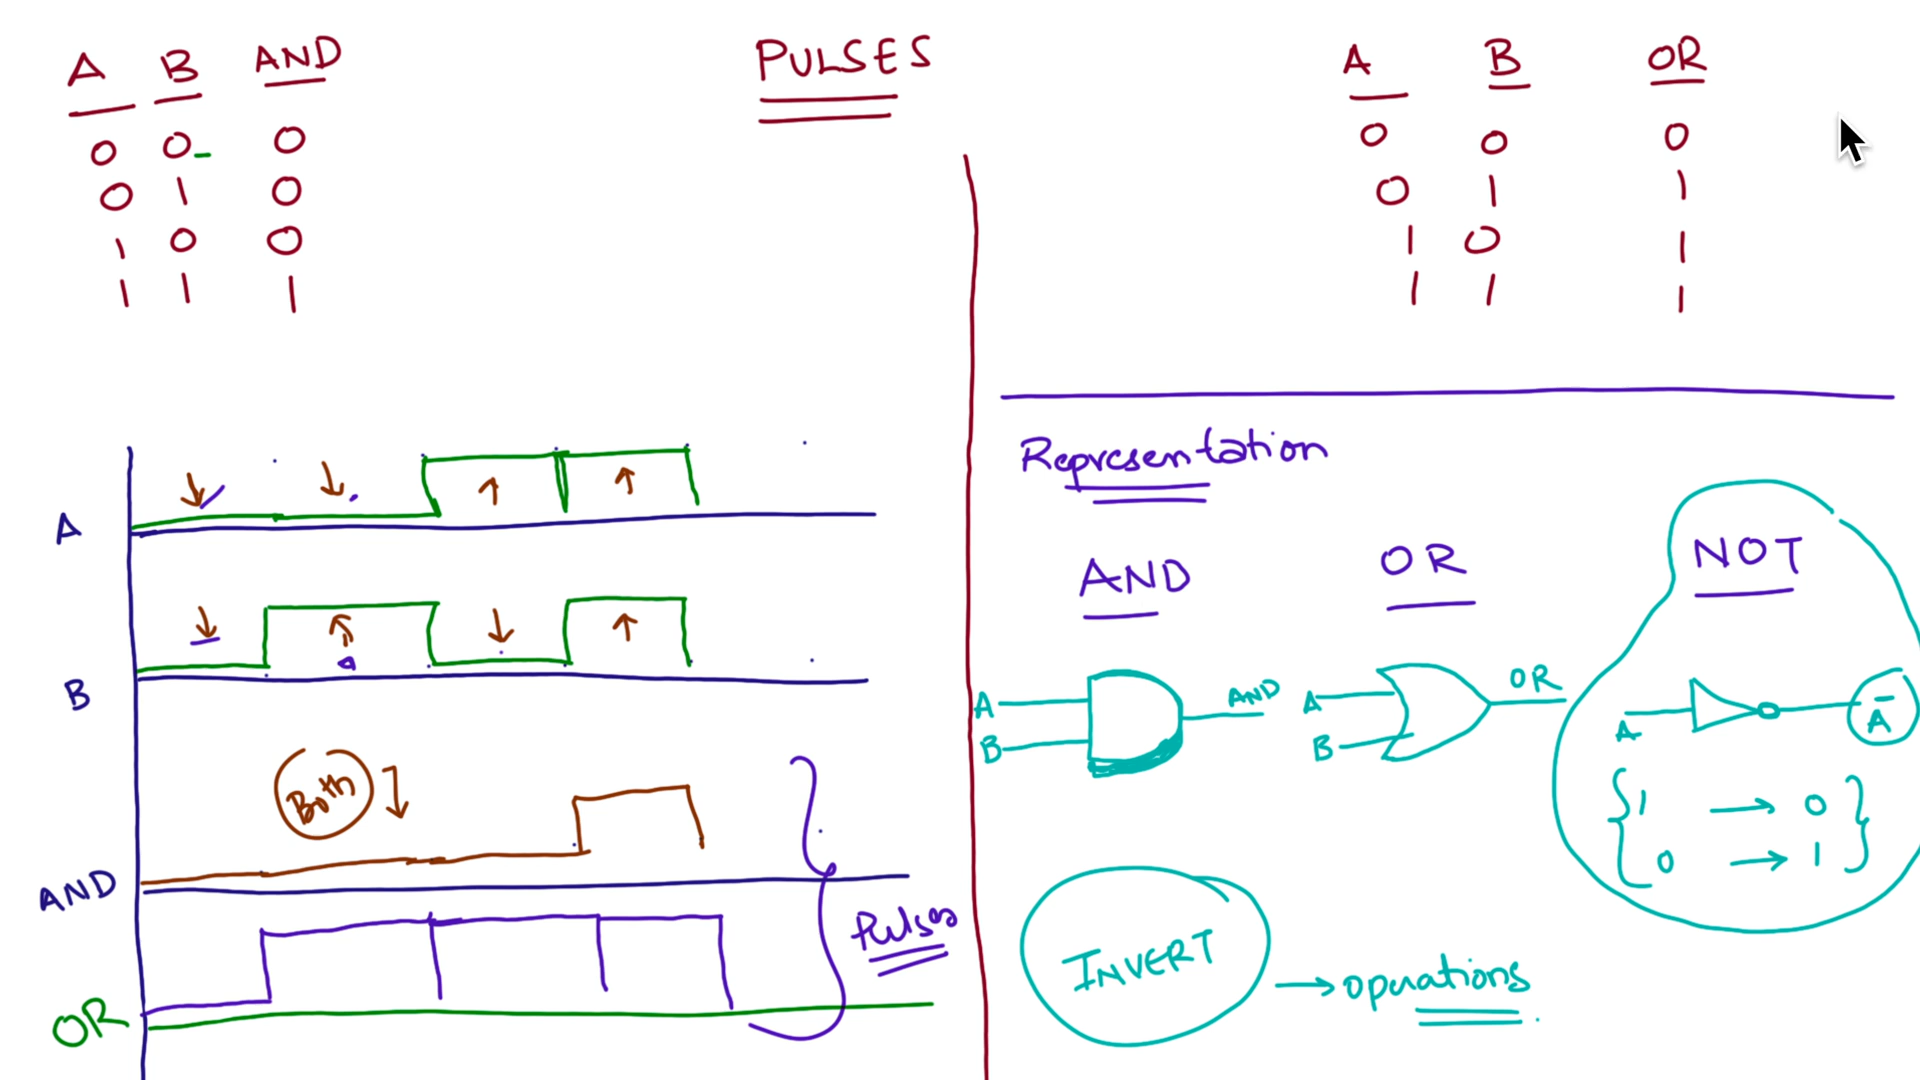 PULSES
A B AND
0 0 0
0 1 0
1 0 0
1 1 1
A B OR
0 0 0
0 1 1
1 0 1
1 1 1
A
B
Both
AND
OR
Pulses
Representation
AND OR NOT
A
B
AND
A
B
OR
A
A̅
1 → 0
0 → 1
INVERT → operations